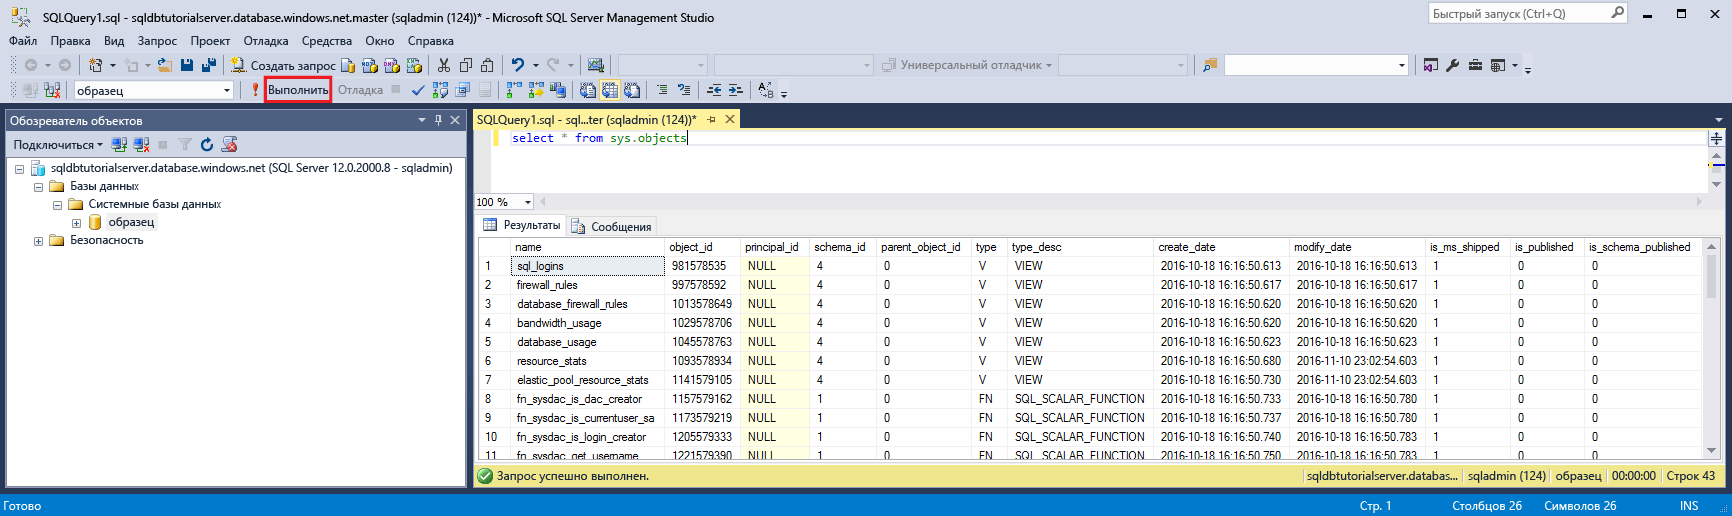 SQLQuery1.sql - sqldbtutorialserver.database.windows.net.master (sqladmin (124))* - Microsoft SQL Server Management Studio
Быстрый запуск (Ctrl+Q)
Файл Правка Вид Запрос Проект Отладка Средства Окно Справка
Создать запрос Универсальный отладчик
образец Выполнить Отладка
Обозреватель объектов
Подключиться
sqldbtutorialserver.database.windows.net (SQL Server 12.0.2000.8 - sqladmin)
Базы данных
Системные базы данных
образец
Безопасность
SQLQuery1.sql - sql...ter (sqladmin (124))*
select * from sys.objects
100 %
Результаты Сообщения
name object_id principal_id schema_id parent_object_id type type_desc create_date modify_date is_ms_shipped is_published is_schema_published
1 sql_logins 981578535 NULL 4 0 V VIEW 2016-10-18 16:16:50.613 2016-10-18 16:16:50.613 1 0 0
2 firewall_rules 997578592 NULL 4 0 V VIEW 2016-10-18 16:16:50.617 2016-10-18 16:16:50.617 1 0 0
3 database_firewall_rules 1013578649 NULL 4 0 V VIEW 2016-10-18 16:16:50.620 2016-10-18 16:16:50.620 1 0 0
4 bandwidth_usage 1029578706 NULL 4 0 V VIEW 2016-10-18 16:16:50.620 2016-10-18 16:16:50.620 1 0 0
5 database_usage 1045578763 NULL 4 0 V VIEW 2016-10-18 16:16:50.623 2016-10-18 16:16:50.623 1 0 0
6 resource_stats 1093578934 NULL 4 0 V VIEW 2016-10-18 16:16:50.680 2016-11-10 23:02:54.603 1 0 0
7 elastic_pool_resource_stats 1141579105 NULL 4 0 V VIEW 2016-10-18 16:16:50.730 2016-11-10 23:02:54.603 1 0 0
8 fn_sysdac_is_dac_creator 1157579162 NULL 1 0 FN SQL_SCALAR_FUNCTION 2016-10-18 16:16:50.733 2016-10-18 16:16:50.780 1 0 0
9 fn_sysdac_is_currentuser_sa 1173579219 NULL 1 0 FN SQL_SCALAR_FUNCTION 2016-10-18 16:16:50.737 2016-10-18 16:16:50.780 1 0 0
10 fn_sysdac_is_login_creator 1205579333 NULL 1 0 FN SQL_SCALAR_FUNCTION 2016-10-18 16:16:50.740 2016-10-18 16:16:50.783 1 0 0
11 fn_sysdac_get_username 1221579390 NULL 1 0 FN SQL_SCALAR_FUNCTION 2016-10-18 16:16:50.750 2016-10-18 16:16:50.783 1 0 0
Запрос успешно выполнен. sqldbtutorialserver.databas... sqladmin (124) образец 00:00:00 Строк 43
Готово Стр. 1 Столбцов 26 Символов 26 INS